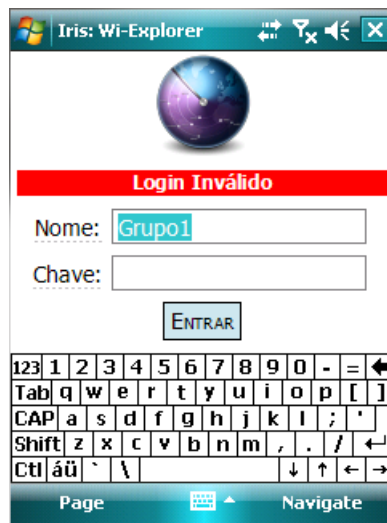 Iris: Wi-Explorer
Login Inválido
Nome: Grupo1
Chave:
ENTRAR
123 1 2 3 4 5 6 7 8 9 0 - =
Tab q w e r t y u i o p [ ]
CAP a s d f g h j k l ; '
Shift z x c v b n m , . /
Ctl áü ` \
Page Navigate